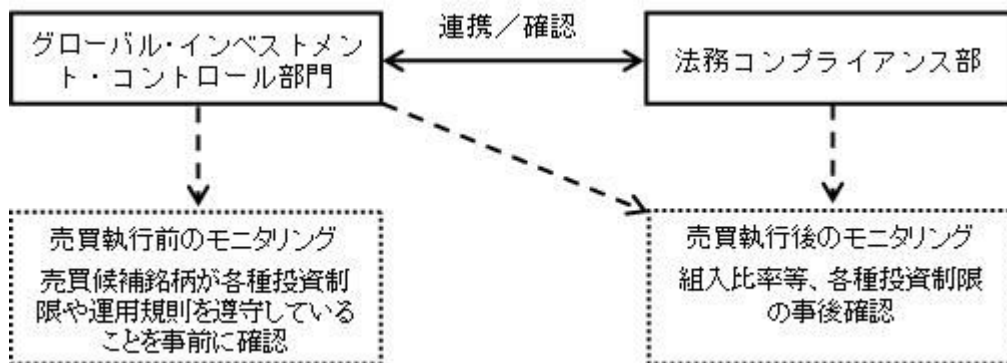 グローバル・インベストメン
ト・コントロール部門
連携／確認
法務コンプライアンス部
売買執行前のモニタリング
売買候補銘柄が各種投資制
限や運用規則を遵守している
ことを事前に確認
売買執行後のモニタリング
組入比率等、各種投資制限
の事後確認